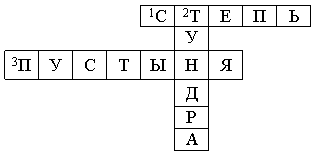 ¹С ²Т Е П Ь
У
³П У С Т Ы Н Я
Д
Р
А